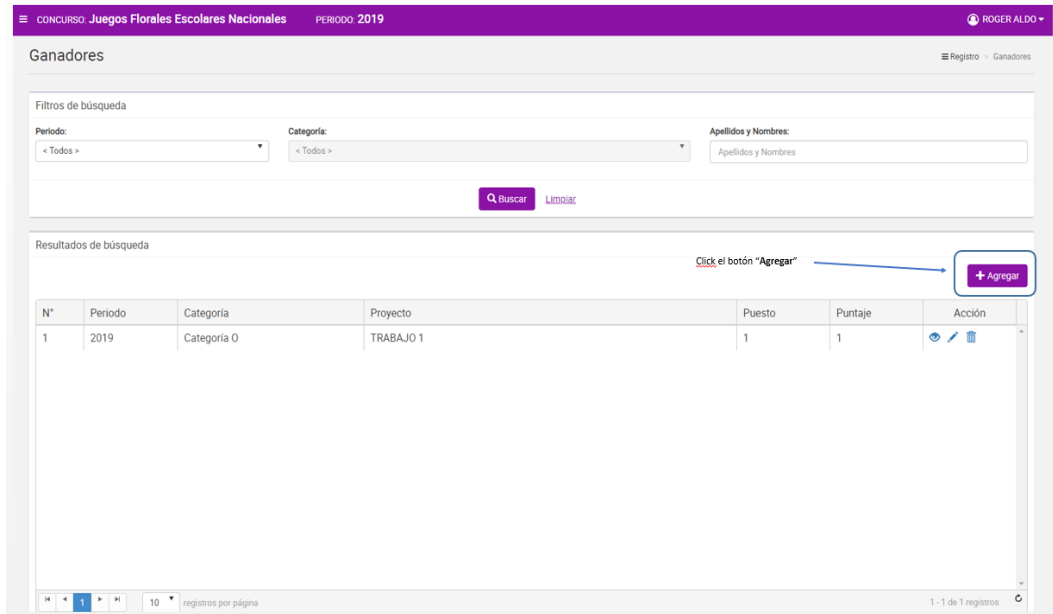 CONCURSO: Juegos Florales Escolares Nacionales PERIODO: 2019 ROGER ALDO
Ganadores Registro > Ganadores
Filtros de búsqueda
Periodo: Categoría: Apellidos y Nombres:
< Todos > < Todos > Apellidos y Nombres
Buscar Limpiar
Resultados de búsqueda
Click el botón “Agregar”
+ Agregar
N° Periodo Categoría Proyecto Puesto Puntaje Acción
1 2019 Categoría O TRABAJO 1 1 1
1 10 registros por página 1 - 1 de 1 registros